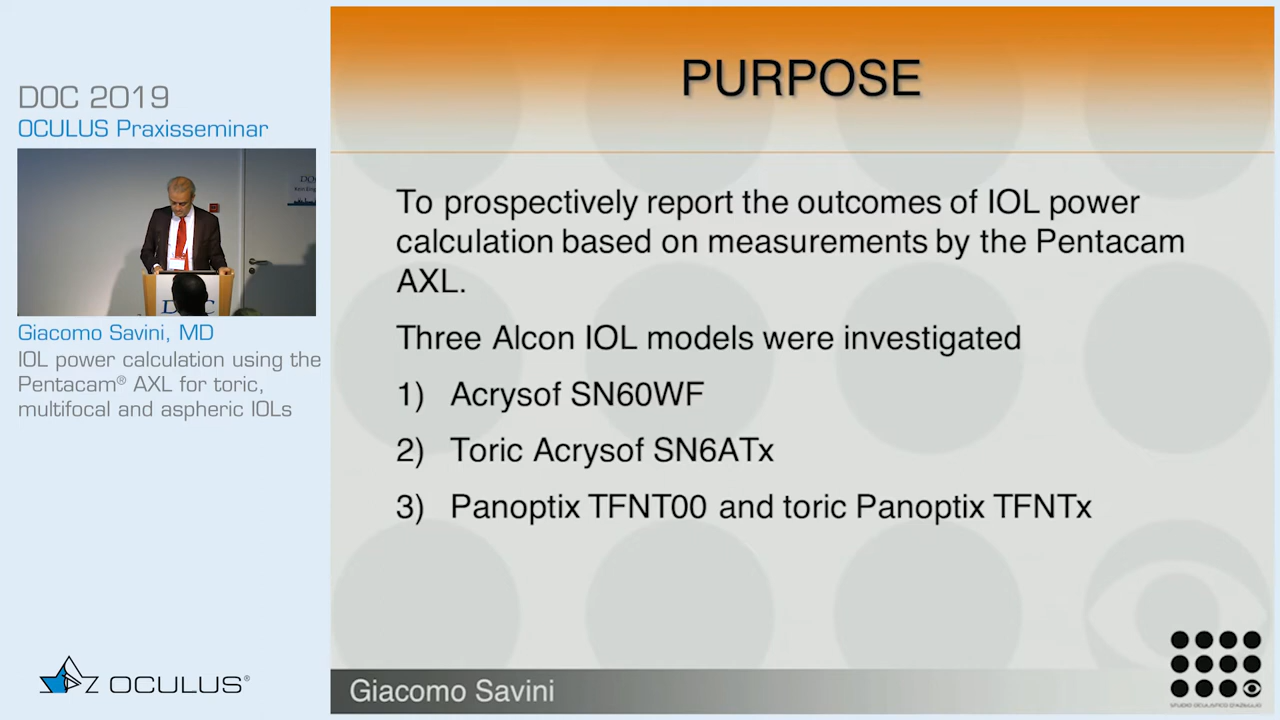 DOC 2019
OCULUS Praxisseminar
Giacomo Savini, MD
IOL power calculation using the
Pentacam® AXL for toric,
multifocal and aspheric IOLs
OCULUS®
PURPOSE
To prospectively report the outcomes of IOL power
calculation based on measurements by the Pentacam
AXL.
Three Alcon IOL models were investigated
1) Acrysof SN60WF
2) Toric Acrysof SN6ATx
3) Panoptix TFNT00 and toric Panoptix TFNTx
Giacomo Savini